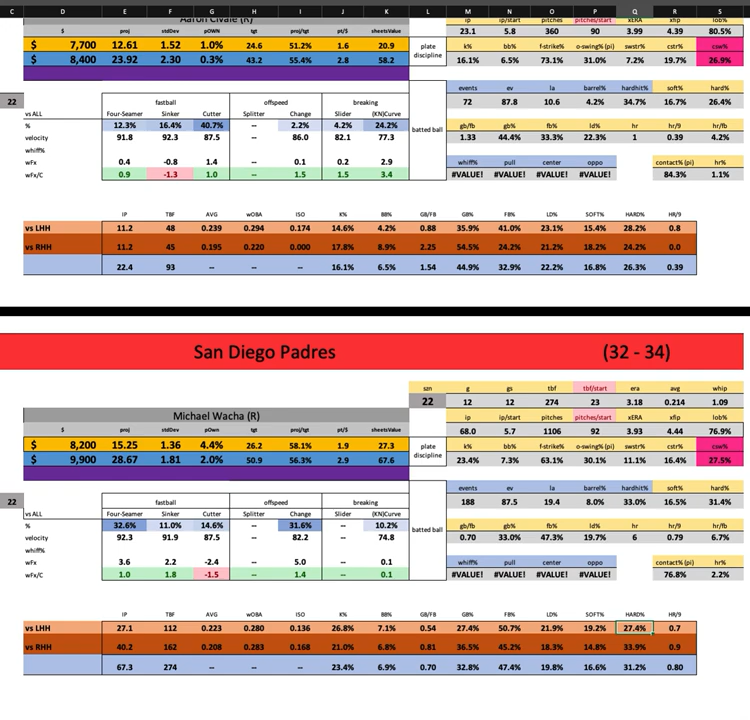 C D E F G H I J K L M N O P Q R S
Aaron Civale (R) ip ip/start pitches pitches/start xERA xfip lob%
$ proj stdDev pOWN tgt proj/tgt pt/$ sheetsValue 23.1 5.8 360 90 3.99 4.39 80.5%
$ 7,700 12.61 1.52 1.0% 24.6 51.2% 1.6 20.9 plate discipline k% bb% f-strike% o-swing% (pi) swstr% cstr% csw%
$ 8,400 23.92 2.30 0.3% 43.2 55.4% 2.8 58.2 16.1% 6.5% 73.1% 31.0% 7.2% 19.7% 26.9%
events ev la barrel% hardhit% soft% hard%
22 fastball offspeed breaking batted ball 72 87.8 10.6 4.2% 34.7% 16.7% 26.4%
vs ALL Four-Seamer Sinker Cutter Splitter Change Slider (KN)Curve
% 12.3% 16.4% 40.7% -- 2.2% 4.2% 24.2% gb/fb gb% fb% ld% hr hr/9 hr/fb
velocity 91.8 92.3 87.5 -- 86.0 82.1 77.3 1.33 44.4% 33.3% 22.3% 1 0.39 4.2%
whiff%
wFx 0.4 -0.8 1.4 -- 0.1 0.2 2.9 whiff% pull center oppo contact% (pi) hr%
wFx/C 0.9 -1.3 1.0 -- 1.5 1.5 3.4 #VALUE! #VALUE! #VALUE! #VALUE! 84.3% 1.1%
IP TBF AVG wOBA ISO K% BB% GB/FB GB% FB% LD% SOFT% HARD% HR/9
vs LHH 11.2 48 0.239 0.294 0.174 14.6% 4.2% 0.88 35.9% 41.0% 23.1% 15.4% 28.2% 0.8
vs RHH 11.2 45 0.195 0.220 0.000 17.8% 8.9% 2.25 54.5% 24.2% 21.2% 18.2% 24.2% 0.0
22.4 93 -- -- -- 16.1% 6.5% 1.54 44.9% 32.9% 22.2% 16.8% 26.3% 0.39
San Diego Padres (32 - 34)
szn g gs tbf tbf/start era avg whip
22 12 12 274 23 3.18 0.214 1.09
Michael Wacha (R) ip ip/start pitches pitches/start xERA xfip lob%
$ proj stdDev pOwn tgt proj/tgt pt/$ sheetsValue 68.0 5.7 1106 92 3.93 4.44 76.9%
$ 8,200 15.25 1.36 4.4% 26.2 58.1% 1.9 27.3 plate discipline k% bb% f-strike% o-swing% (pi) swstr% cstr% csw%
$ 9,900 28.67 1.81 2.0% 50.9 56.3% 2.9 67.6 23.4% 7.3% 63.1% 30.1% 11.1% 16.4% 27.5%
events ev la barrel% hardhit% soft% hard%
22 fastball offspeed breaking batted ball 188 87.5 19.4 8.0% 33.0% 16.5% 31.4%
vs ALL Four-Seamer Sinker Cutter Splitter Change Slider (KN)Curve
% 32.6% 11.0% 14.6% -- 31.6% -- 10.2% gb/fb gb% fb% ld% hr hr/9 hr/fb
velocity 92.3 91.9 87.5 -- 82.2 -- 74.8 0.70 33.0% 47.3% 19.7% 6 0.79 6.7%
whiff%
wFx 3.6 2.2 -2.4 -- 5.0 -- 0.1 whiff% pull center oppo contact% (pi) hr%
wFx/C 1.0 1.8 -1.5 -- 1.4 -- 0.1 #VALUE! #VALUE! #VALUE! #VALUE! 76.8% 2.2%
IP TBF AVG wOBA ISO K% BB% GB/FB GB% FB% LD% SOFT% HARD% HR/9
vs LHH 27.1 112 0.223 0.280 0.136 26.8% 7.1% 0.54 27.4% 50.7% 21.9% 19.2% 27.4% 0.7
vs RHH 40.2 162 0.208 0.283 0.168 21.0% 6.8% 0.81 36.5% 45.2% 18.3% 14.8% 33.9% 0.9
67.3 274 -- -- -- 23.4% 6.9% 0.70 32.8% 47.4% 19.8% 16.6% 31.2% 0.80